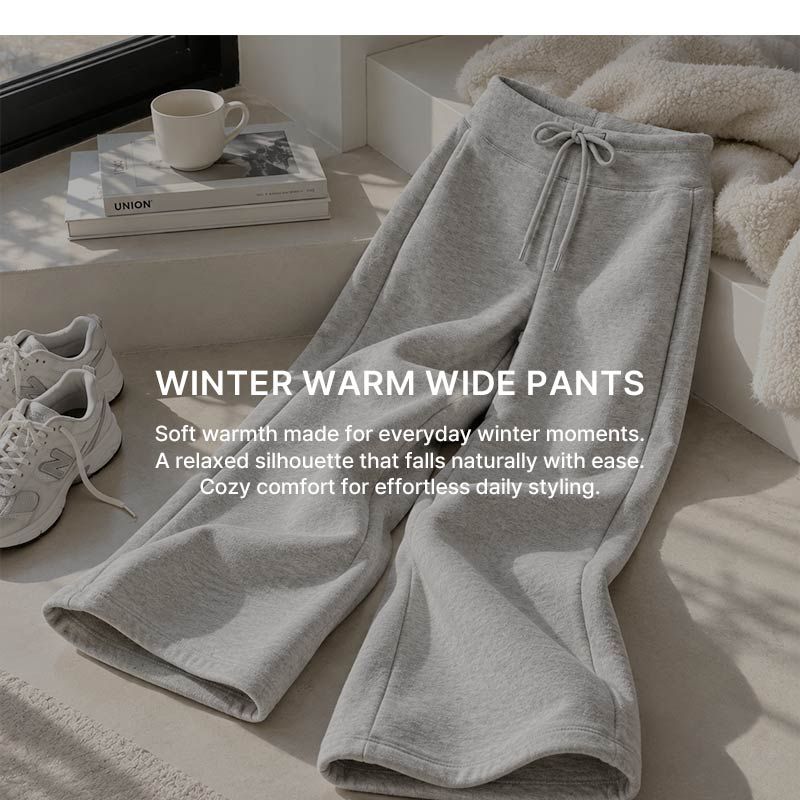 UNION
WINTER WARM WIDE PANTS
Soft warmth made for everyday winter moments.
A relaxed silhouette that falls naturally with ease.
Cozy comfort for effortless daily styling.
N